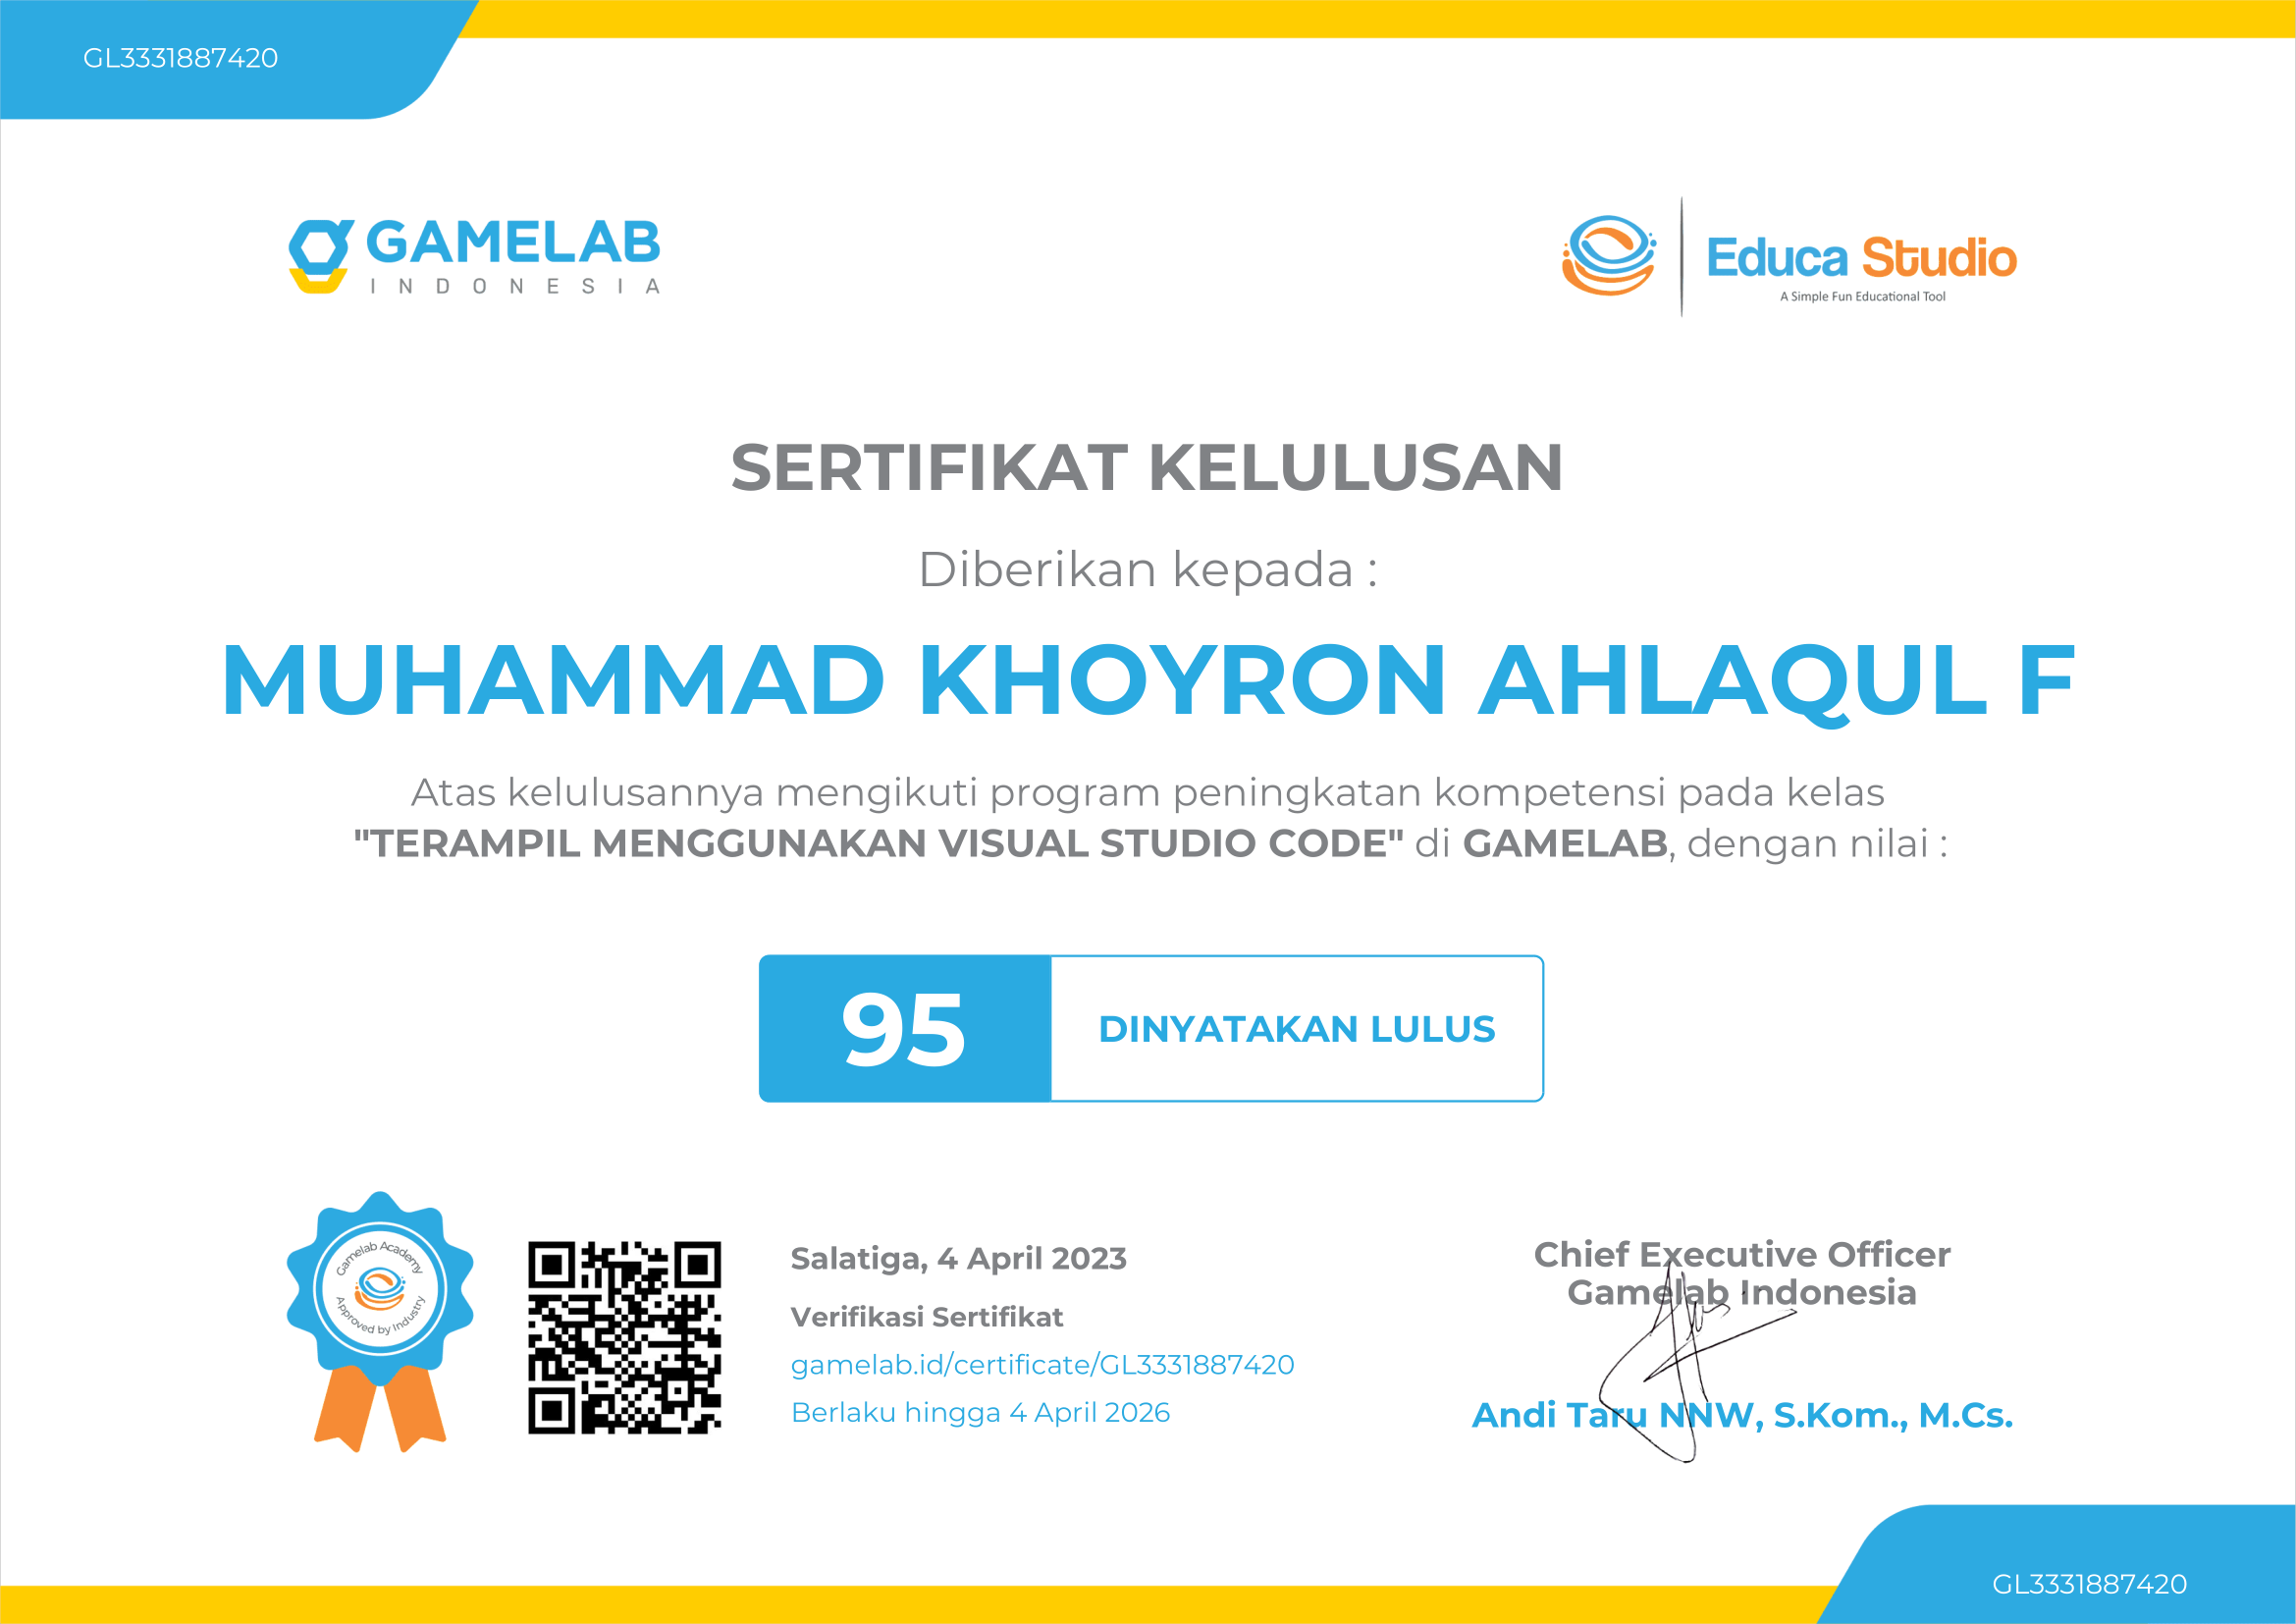 GL3331887420
GAMELAB
INDONESIA
Educa Studio
A Simple Fun Educational Tool
SERTIFIKAT KELULUSAN
Diberikan kepada :
MUHAMMAD KHOYRON AHLAQUL F
Atas kelulusannya mengikuti program peningkatan kompetensi pada kelas
"TERAMPIL MENGGUNAKAN VISUAL STUDIO CODE" di GAMELAB, dengan nilai :
95
DINYATAKAN LULUS
Gamelab Academy
Approved by Industry
Salatiga, 4 April 2023
Verifikasi Sertifikat
gamelab.id/certificate/GL3331887420
Berlaku hingga 4 April 2026
Chief Executive Officer
Gamelab Indonesia
Andi Taru NNW, S.Kom., M.Cs.
GL3331887420